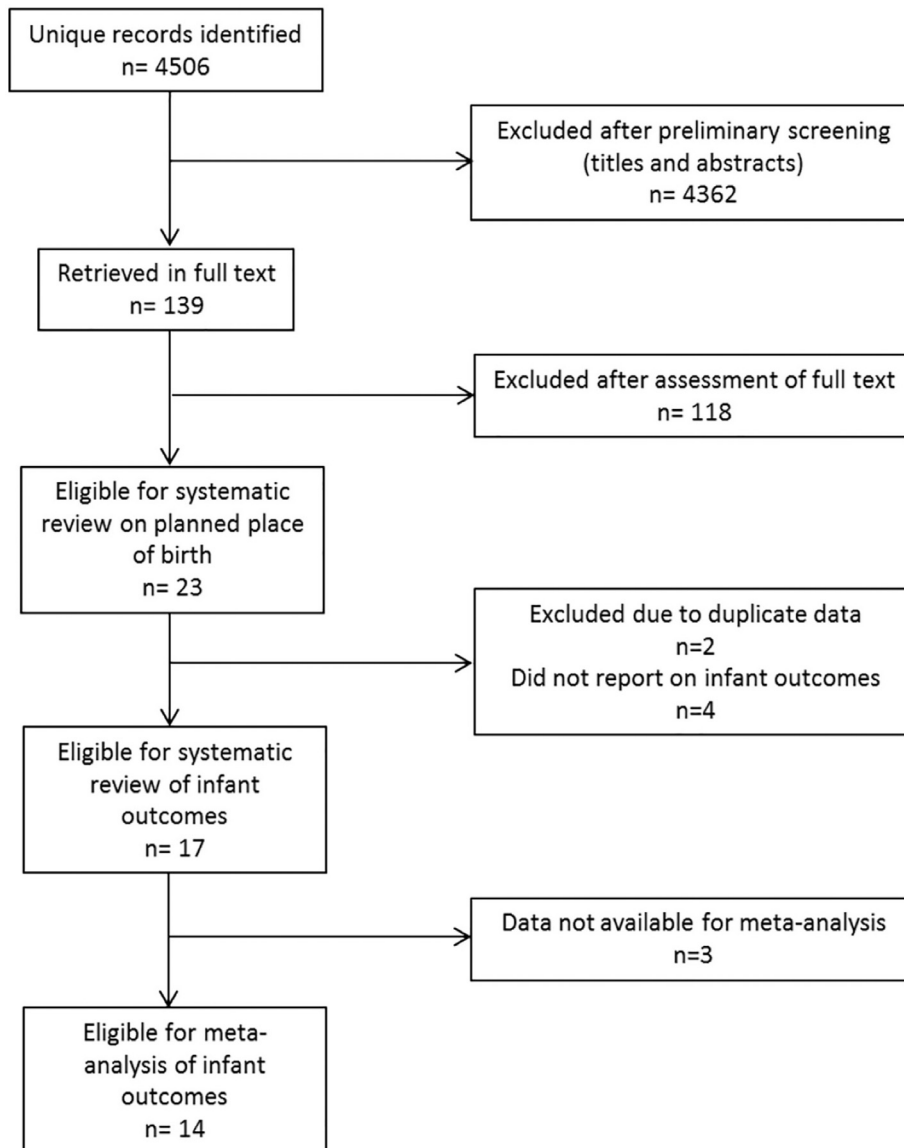 Unique records identified
n= 4506
Excluded after preliminary screening
(titles and abstracts)
n= 4362
Retrieved in full text
n= 139
Excluded after assessment of full text
n= 118
Eligible for systematic
review on planned place
of birth
n= 23
Excluded due to duplicate data
n=2
Did not report on infant outcomes
n=4
Eligible for systematic
review of infant
outcomes
n= 17
Data not available for meta-analysis
n=3
Eligible for meta-
analysis of infant
outcomes
n= 14